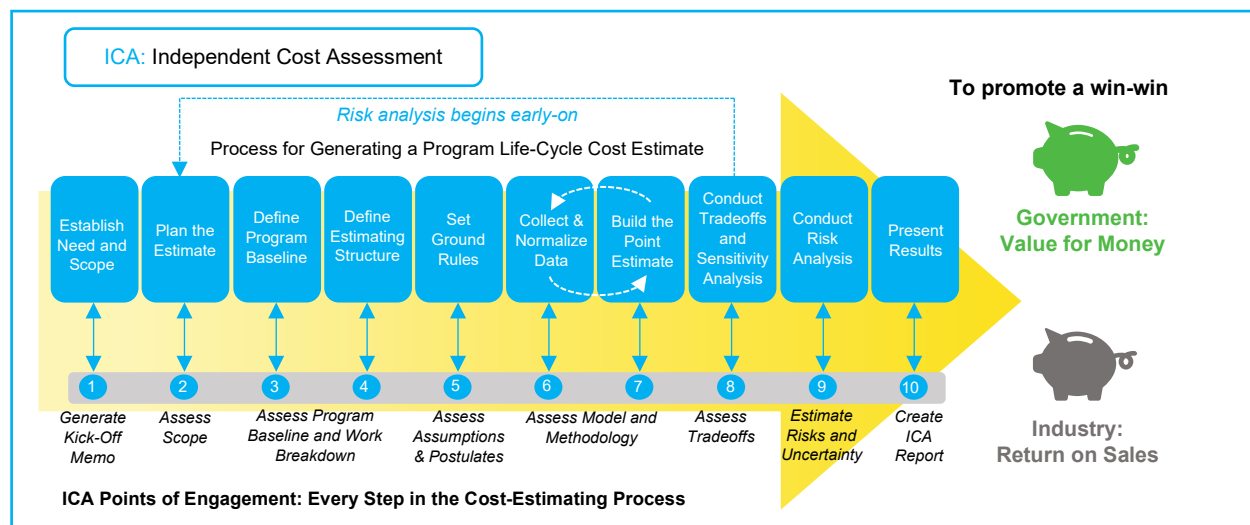 ICA: Independent Cost Assessment
To promote a win-win
Risk analysis begins early-on
Process for Generating a Program Life-Cycle Cost Estimate
Establish
Need and
Scope
Plan the
Estimate
Define
Program
Baseline
Define
Estimating
Structure
Set
Ground
Rules
Collect &
Normalize
Data
Build the
Point
Estimate
Conduct
Tradeoffs
and
Sensitivity
Analysis
Conduct
Risk
Analysis
Present
Results
Government:
Value for Money
1
2
3
4
5
6
7
8
9
10
Generate
Kick-Off
Memo
Assess
Scope
Assess Program
Baseline and Work
Breakdown
Assess
Assumptions
& Postulates
Assess Model and
Methodology
Assess
Tradeoffs
Estimate
Risks and
Uncertainty
Create
ICA
Report
Industry:
Return on Sales
ICA Points of Engagement: Every Step in the Cost-Estimating Process